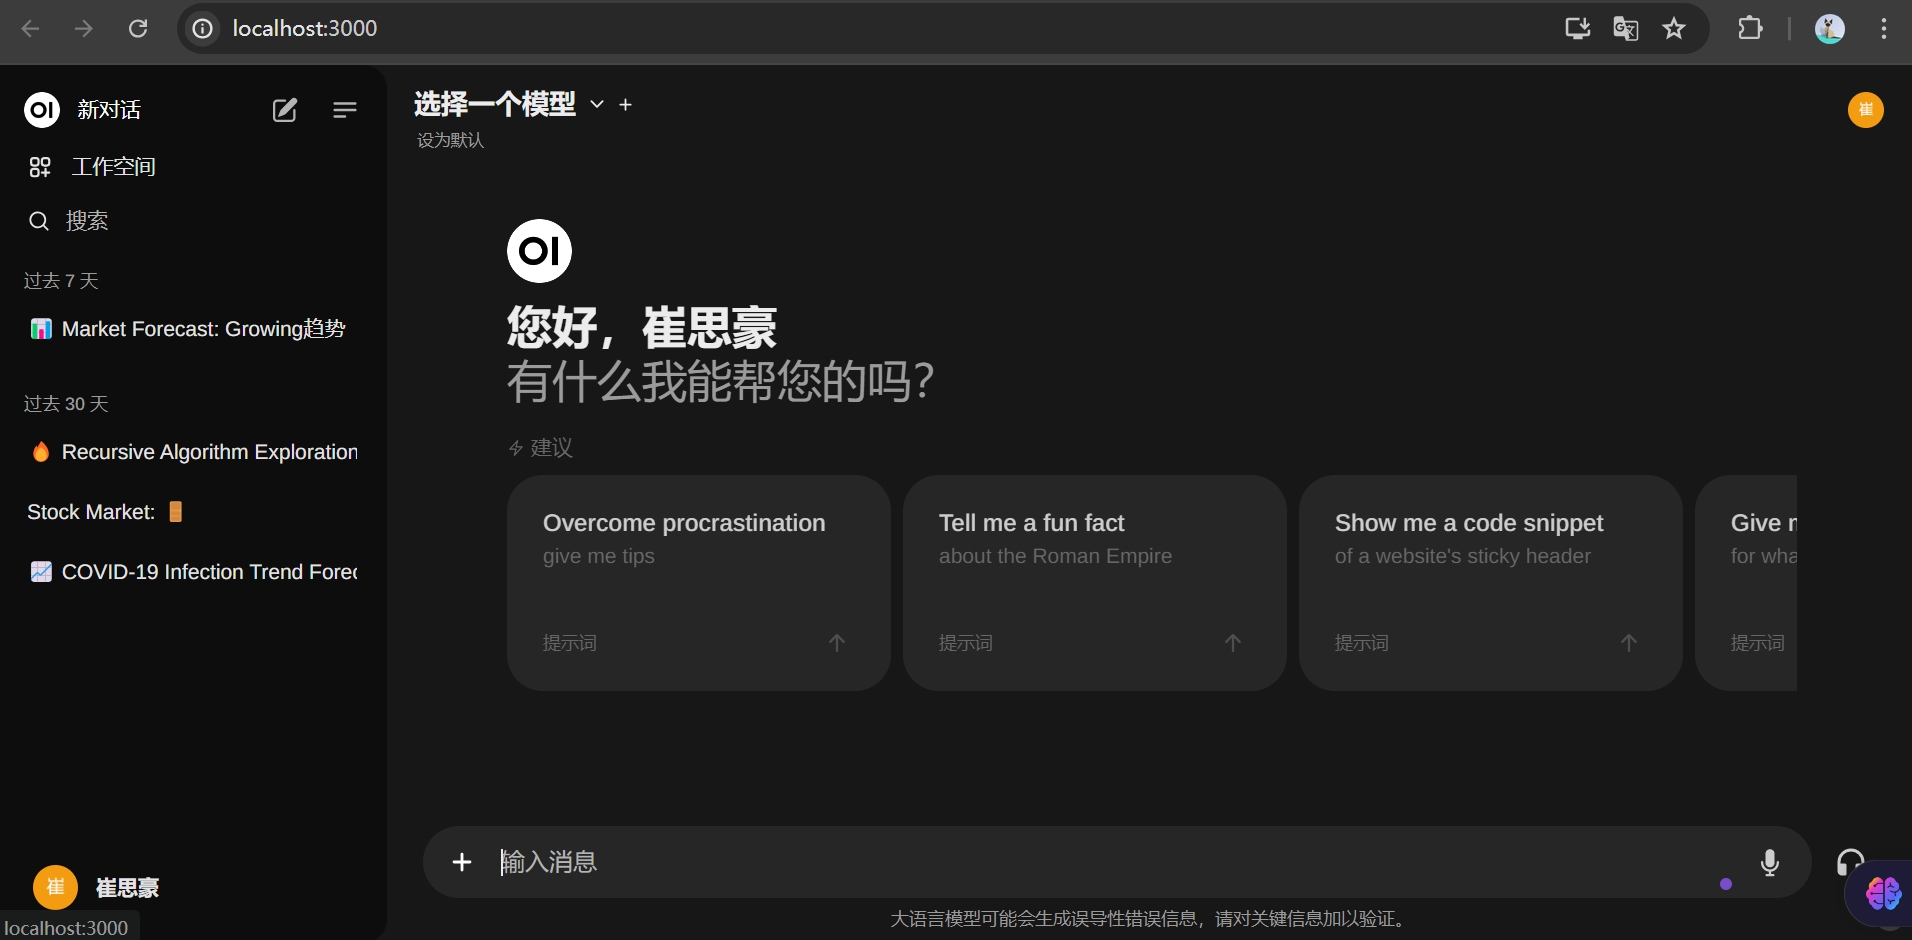 localhost:3000
OI 新对话
工作空间
搜索
过去 7 天
Market Forecast: Growing趋势
过去 30 天
Recursive Algorithm Exploration
Stock Market:
COVID-19 Infection Trend Forec
崔 崔思豪
localhost:3000
选择一个模型
设为默认
崔
OI
您好，崔思豪
有什么我能帮您的吗？
建议
Overcome procrastination
give me tips
提示词
Tell me a fun fact
about the Roman Empire
提示词
Show me a code snippet
of a website's sticky header
提示词
Give
for wha
提示词
输入消息
大语言模型可能会生成误导性错误信息，请对关键信息加以验证。